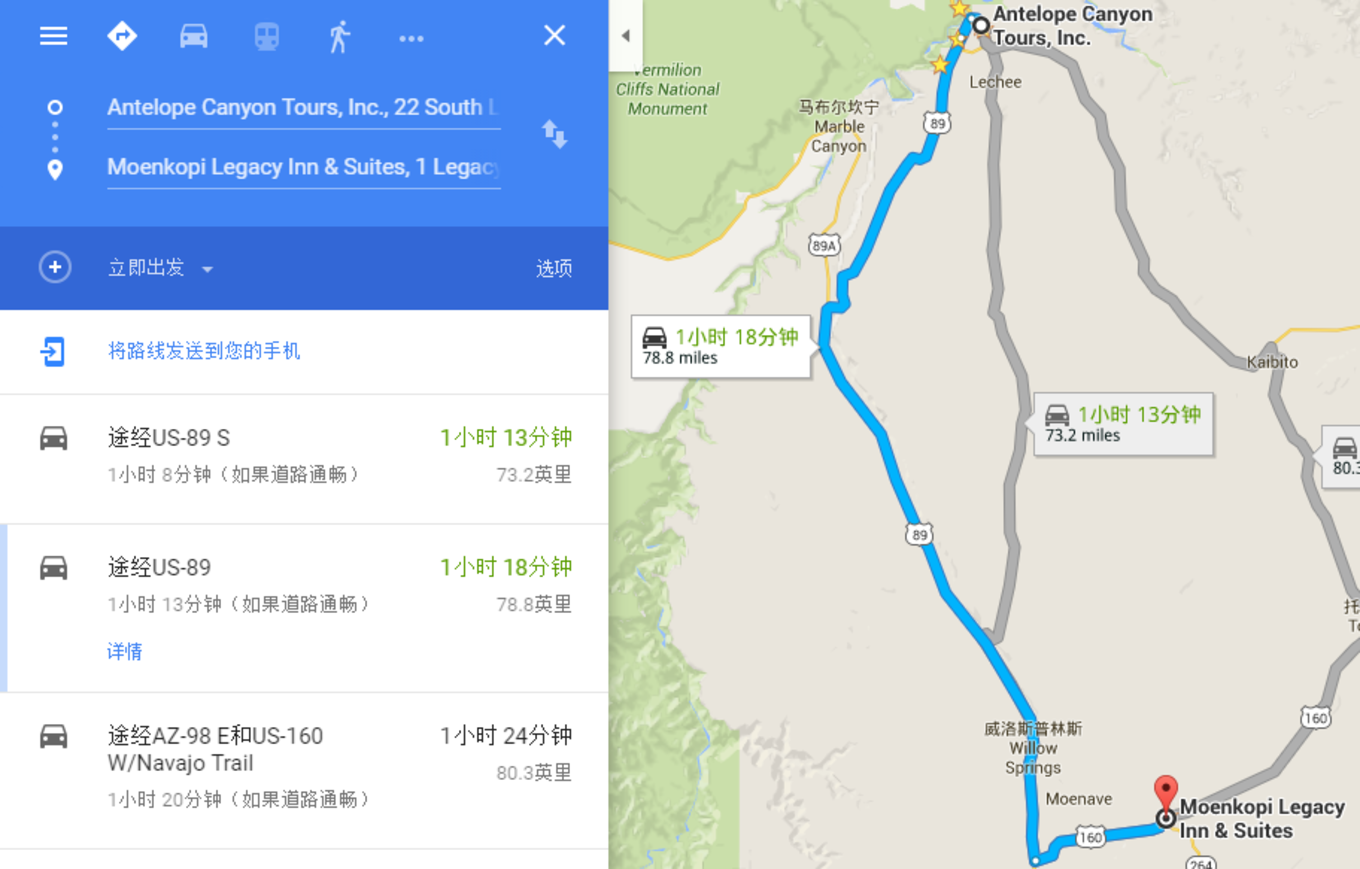 Antelope Canyon Tours, Inc., 22 South
Moenkopi Legacy Inn & Suites, 1 Legacy
立即出发
选项
将路线发送到您的手机
途经US-89 S
1小时 13分钟
1小时 8分钟（如果道路通畅）
73.2英里
途经US-89
1小时 18分钟
1小时 13分钟（如果道路通畅）
78.8英里
详情
途经AZ-98 E和US-160
W/Navajo Trail
1小时 24分钟
80.3英里
1小时 20分钟（如果道路通畅）
Antelope Canyon
Tours, Inc.
Vermilion
Cliffs National
Monument
Lechee
马布尔坎宁
Marble
Canyon
89
89A
1小时 18分钟
78.8 miles
Kaibito
1小时 13分钟
73.2 miles
80.3
89
160
威洛斯普林斯
Willow
Springs
Moenave
Moenkopi Legacy
Inn & Suites
160
264